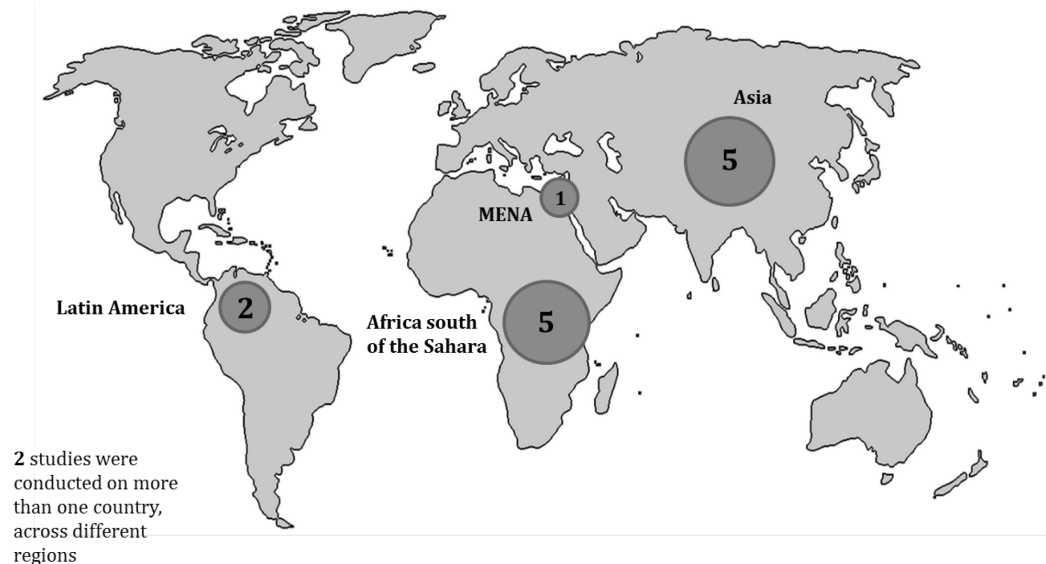 Asia
5
1
MENA
Latin America
2
Africa south
of the Sahara
5
2 studies were
conducted on more
than one country,
across different
regions